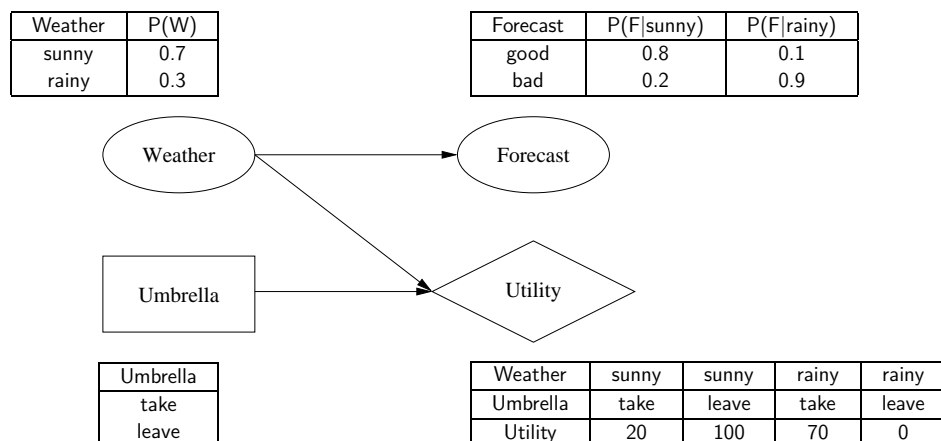 Weather P(W)
sunny 0.7
rainy 0.3
Forecast P(F|sunny) P(F|rainy)
good 0.8 0.1
bad 0.2 0.9
Weather
Forecast
Umbrella
Utility
Umbrella
take
leave
Weather sunny sunny rainy rainy
Umbrella take leave take leave
Utility 20 100 70 0